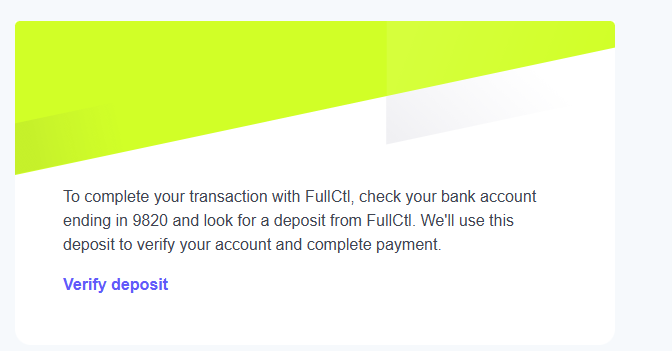 To complete your transaction with FullCtl, check your bank account
ending in 9820 and look for a deposit from FullCtl. We'll use this
deposit to verify your account and complete payment.
Verify deposit